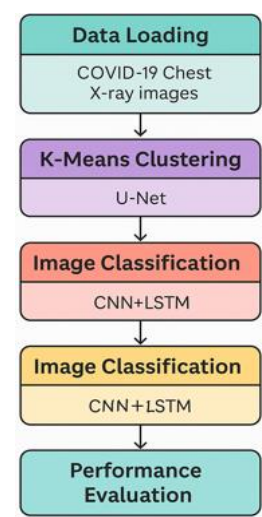 Data Loading
COVID-19 Chest
X-ray images
K-Means Clustering
U-Net
Image Classification
CNN+LSTM
Image Classification
CNN+LSTM
Performance
Evaluation